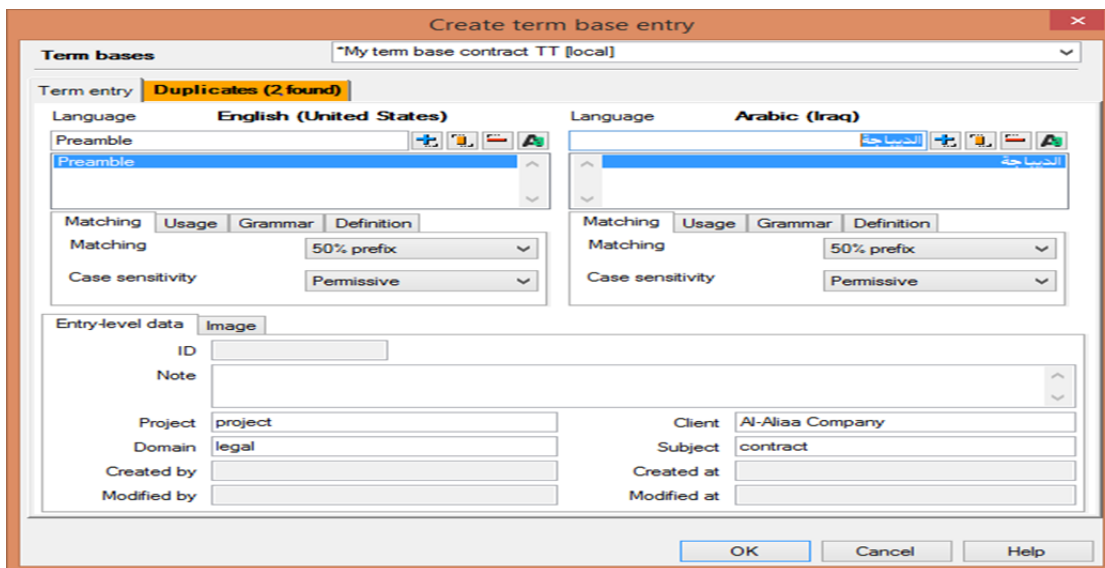 Create term base entry
Term bases *My term base contract TT [local]
Term entry Duplicates (2 found)
Language English (United States) Language Arabic (Iraq)
Preamble الديباجة
Preamble الديباجة
Matching Usage Grammar Definition Matching Usage Grammar Definition
Matching 50% prefix Matching 50% prefix
Case sensitivity Permissive Case sensitivity Permissive
Entry-level data Image
ID
Note
Project project Client Al-Aliaa Company
Domain legal Subject contract
Created by Created at
Modified by Modified at
OK Cancel Help